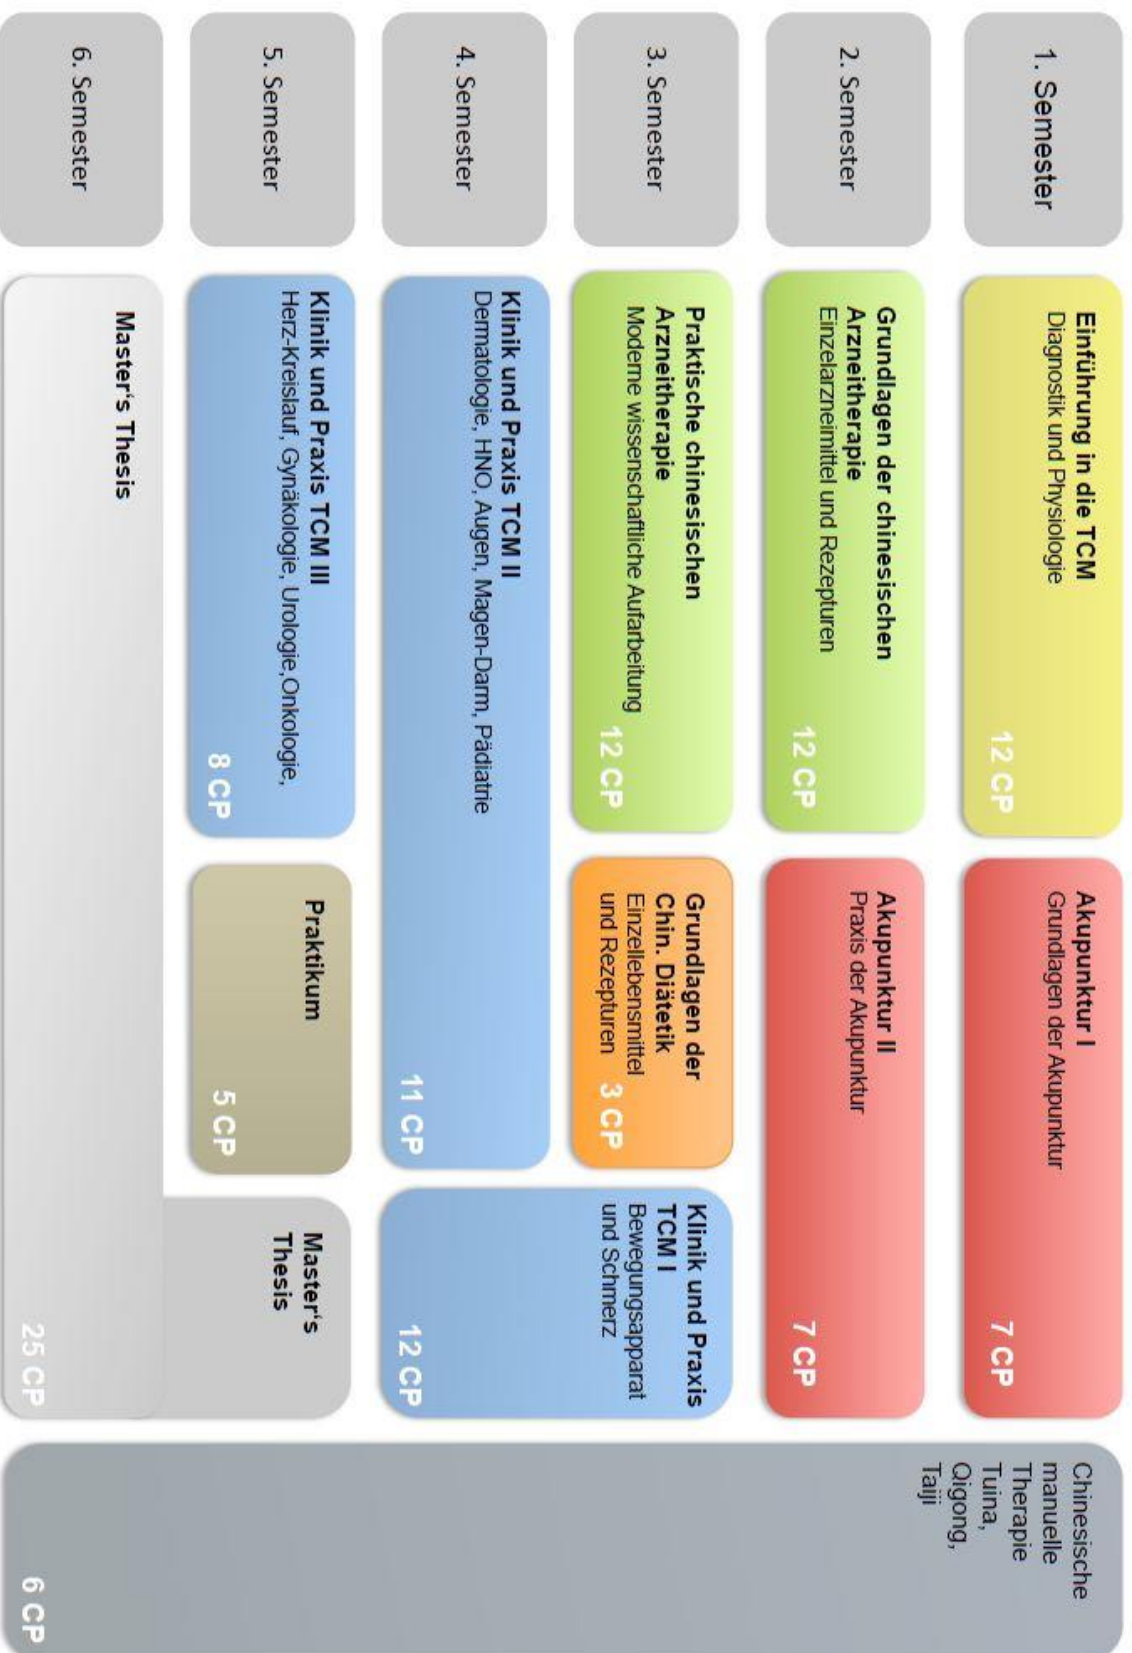 1. Semester
Einführung in die TCM
Diagnostik und Physiologie
12 CP
Akupunktur I
Grundlagen der Akupunktur
7 CP
Chinesische
manuelle
Therapie
Tuina,
Qigong,
Taiji
6 CP
2. Semester
Grundlagen der chinesischen
Arzneitherapie
Einzelarzneimittel und Rezepturen
12 CP
Akupunktur II
Praxis der Akupunktur
7 CP
3. Semester
Praktische chinesischen
Arzneitherapie
Moderne wissenschaftliche Aufarbeitung
12 CP
Grundlagen der
Chin. Diätetik
Einzellebensmittel
und Rezepturen
3 CP
Klinik und Praxis
TCM I
Bewegungsapparat
und Schmerz
12 CP
4. Semester
Klinik und Praxis TCM II
Dermatologie, HNO, Augen, Magen-Darm, Pädiatrie
11 CP
5. Semester
Klinik und Praxis TCM III
Herz-Kreislauf, Gynäkologie, Urologie,Onkologie,
8 CP
Praktikum
5 CP
Master's
Thesis
6. Semester
Master's Thesis
25 CP